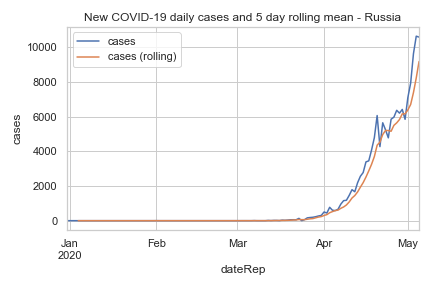 New COVID-19 daily cases and 5 day rolling mean - Russia
cases
cases (rolling)
10000
8000
6000
4000
2000
0
cases
Jan Feb Mar Apr May
2020
dateRep